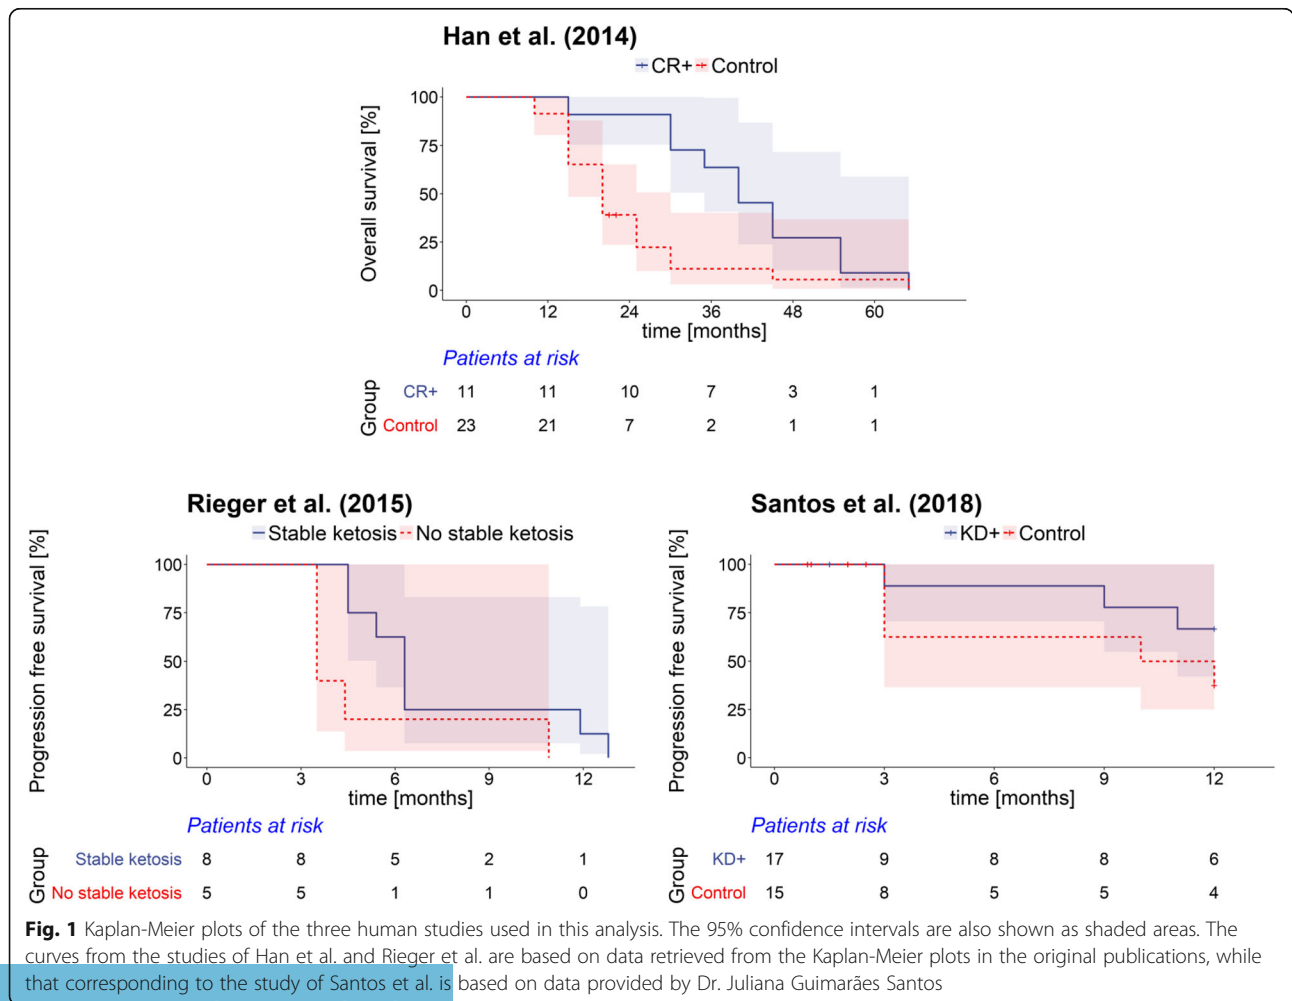 Han et al. (2014)
CR+ Control
Overall survival [%]
100
75
50
25
0
0 12 24 36 48 60
time [months]
Patients at risk
Group
CR+ 11 11 10 7 3 1
Control 23 21 7 2 1 1
Rieger et al. (2015)
Stable ketosis No stable ketosis
Progression free survival [%]
100
75
50
25
0
0 3 6 9 12
time [months]
Patients at risk
Group
Stable ketosis 8 8 5 2 1
No stable ketosis 5 5 1 1 0
Santos et al. (2018)
KD+ Control
Progression free survival [%]
100
75
50
25
0
0 3 6 9 12
time [months]
Patients at risk
Group
KD+ 17 9 8 8 6
Control 15 8 5 5 4
Fig. 1 Kaplan-Meier plots of the three human studies used in this analysis. The 95% confidence intervals are also shown as shaded areas. The
curves from the studies of Han et al. and Rieger et al. are based on data retrieved from the Kaplan-Meier plots in the original publications, while
that corresponding to the study of Santos et al. is based on data provided by Dr. Juliana Guimarães Santos